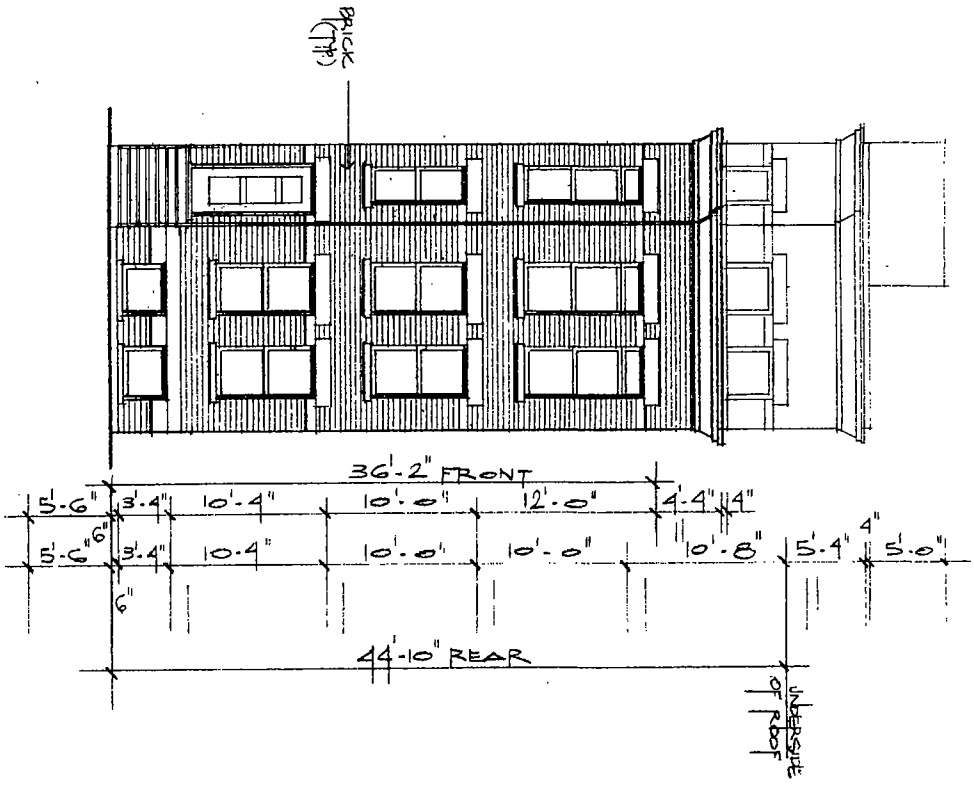 BRICK
(TYP.)
36'-2" FRONT
5'-6" 6" 3'-4" 10'-4" 10'-0" 12'-0" 4'-4" 4"
5'-6" 6" 3'-4" 10-4" 10'-0' 10'-0" 10'-8" 5'-4" 4" 5'-0"
44'-10" REAR
UNDERSIDE
OF ROOF